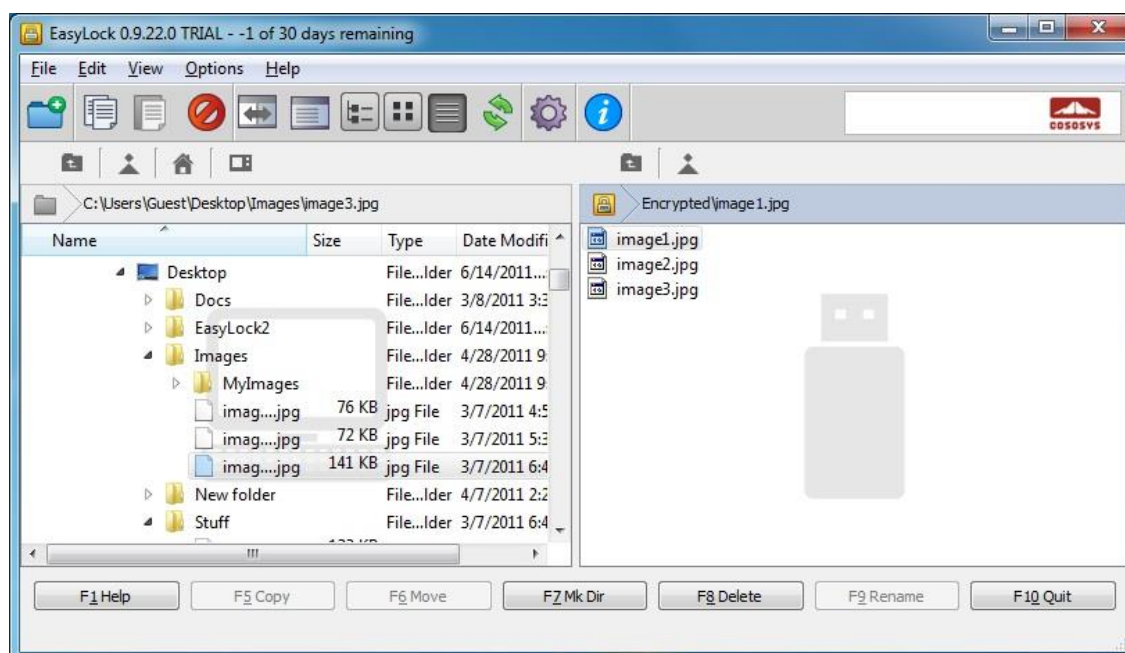 EasyLock 0.9.22.0 TRIAL - -1 of 30 days remaining
File Edit View Options Help
COSOSYS
C:\Users\Guest\Desktop\Images\image3.jpg
Encrypted\image1.jpg
Name Size Type Date Modifi
image1.jpg
image2.jpg
image3.jpg
Desktop File...lder 6/14/2011...
Docs File...lder 3/8/2011 3:3
EasyLock2 File...lder 6/14/2011...
Images File...lder 4/28/2011 9:
MyImages File...lder 4/28/2011 9:
imag....jpg 76 KB jpg File 3/7/2011 4:5
imag....jpg 72 KB jpg File 3/7/2011 5:3
imag....jpg 141 KB jpg File 3/7/2011 6:4
New folder File...lder 4/7/2011 2:2
Stuff File...lder 3/7/2011 6:4
F1 Help F5 Copy F6 Move F7 Mk Dir F8 Delete F9 Rename F10 Quit